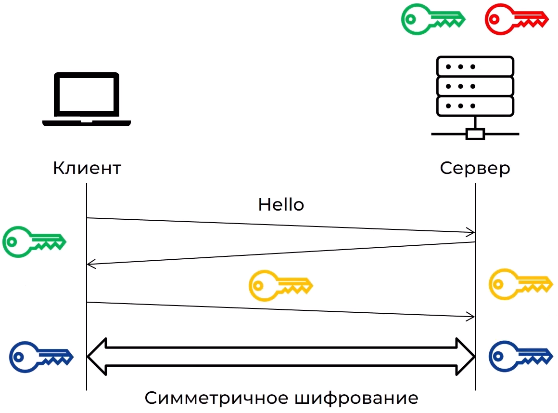 Клиент
Сервер
Hello
Симметричное шифрование